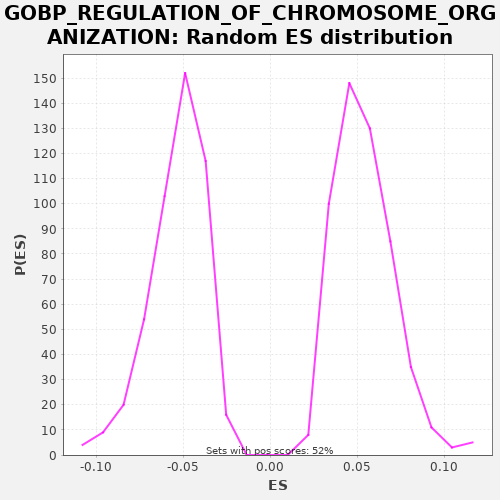 GOBP_REGULATION_OF_CHROMOSOME_ORG
ANIZATION: Random ES distribution
150
140
130
120
110
100
90
80
70
60
50
40
30
20
10
0
P(ES)
Sets with pos scores: 52%
-0.10 -0.05 0.00 0.05 0.10
ES